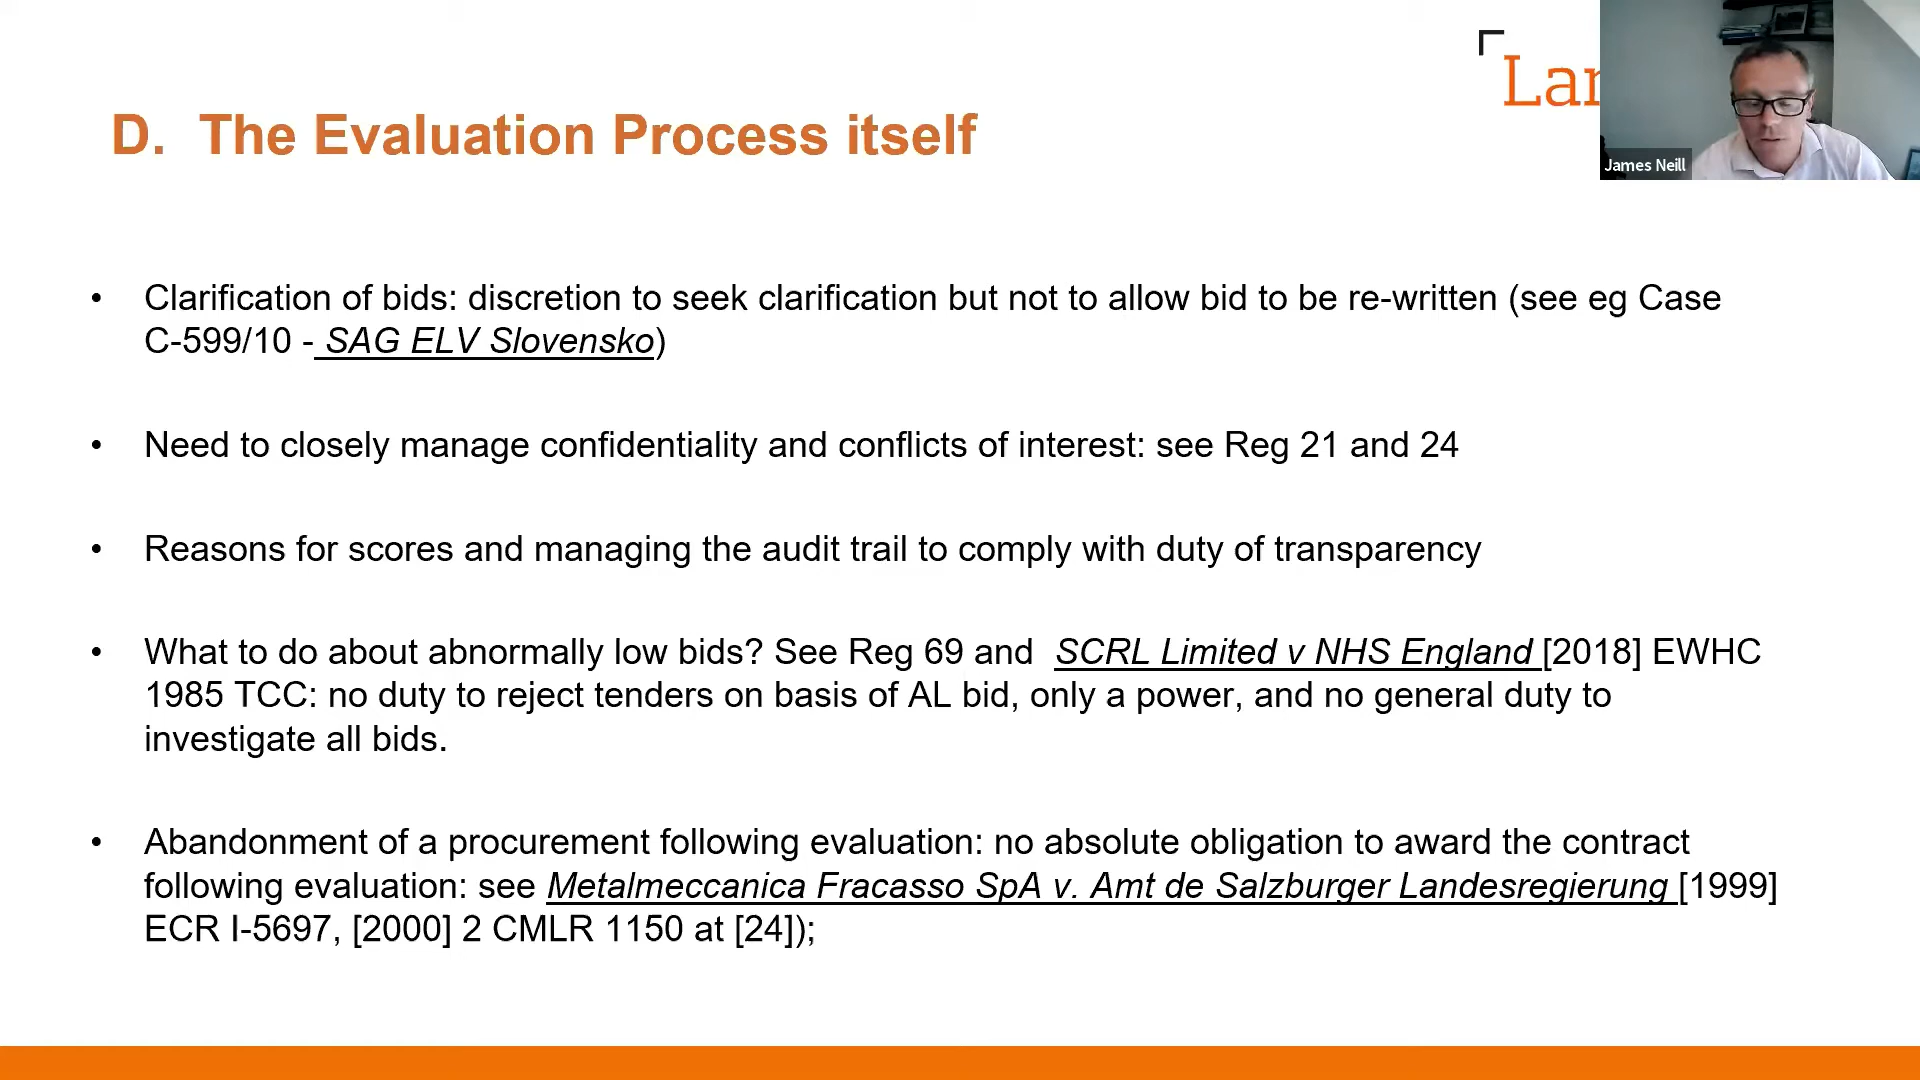 Lan
James Neill
D. The Evaluation Process itself
• Clarification of bids: discretion to seek clarification but not to allow bid to be re-written (see eg Case
C-599/10 - SAG ELV Slovensko)
• Need to closely manage confidentiality and conflicts of interest: see Reg 21 and 24
• Reasons for scores and managing the audit trail to comply with duty of transparency
• What to do about abnormally low bids? See Reg 69 and SCRL Limited v NHS England [2018] EWHC
1985 TCC: no duty to reject tenders on basis of AL bid, only a power, and no general duty to
investigate all bids.
• Abandonment of a procurement following evaluation: no absolute obligation to award the contract
following evaluation: see Metalmeccanica Fracasso SpA v. Amt de Salzburger Landesregierung [1999]
ECR I-5697, [2000] 2 CMLR 1150 at [24]);